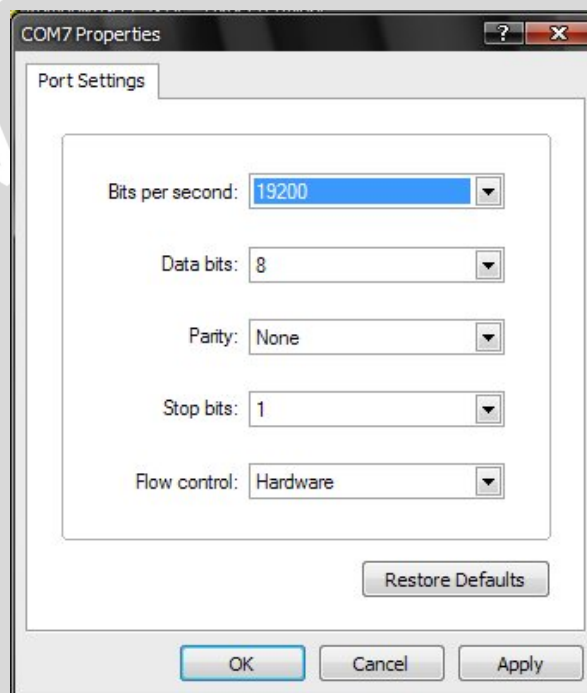 COM7 Properties
Port Settings
Bits per second: 19200
Data bits: 8
Parity: None
Stop bits: 1
Flow control: Hardware
Restore Defaults
OK Cancel Apply